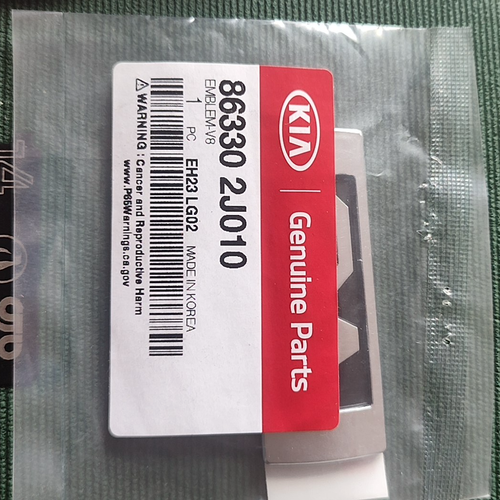 KIA
Genuine Parts
86330 2J010
EMBLEM-V8
1 PC EH23 LG02 MADE IN KOREA
⚠WARNING : Cancer and Reproductive Harm
www.P65Warnings.ca.gov
14